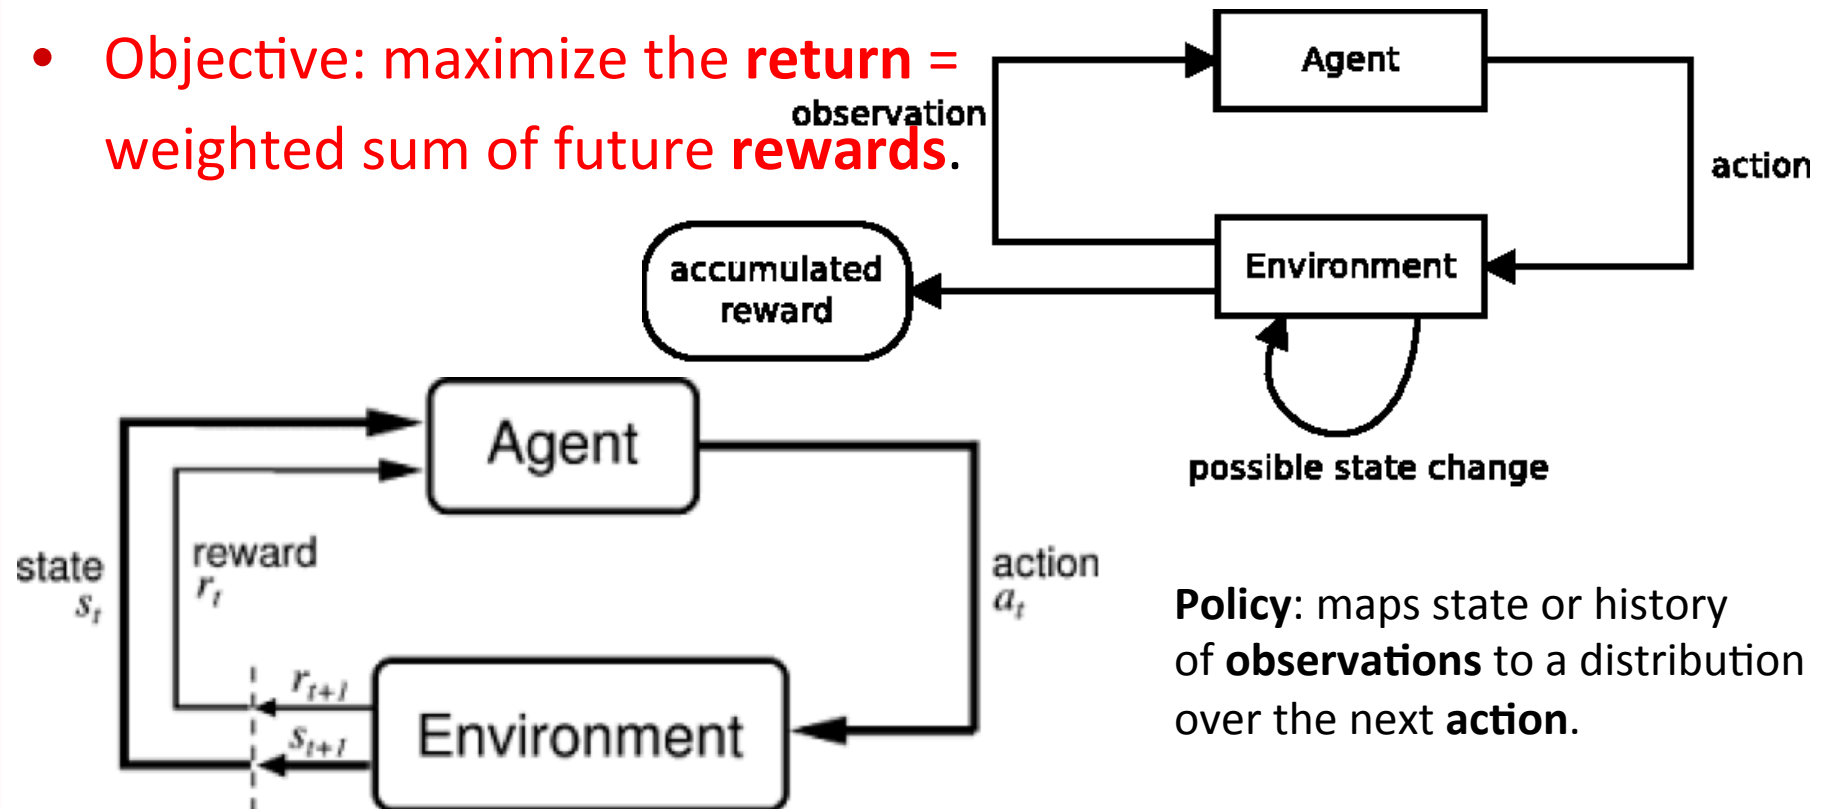 • Objective: maximize the return =
weighted sum of future rewards.
observation
Agent
action
Environment
accumulated
reward
possible state change
Agent
state
s_t
reward
r_t
action
a_t
r_{t+1}
s_{t+1}
Environment
Policy: maps state or history
of observations to a distribution
over the next action.